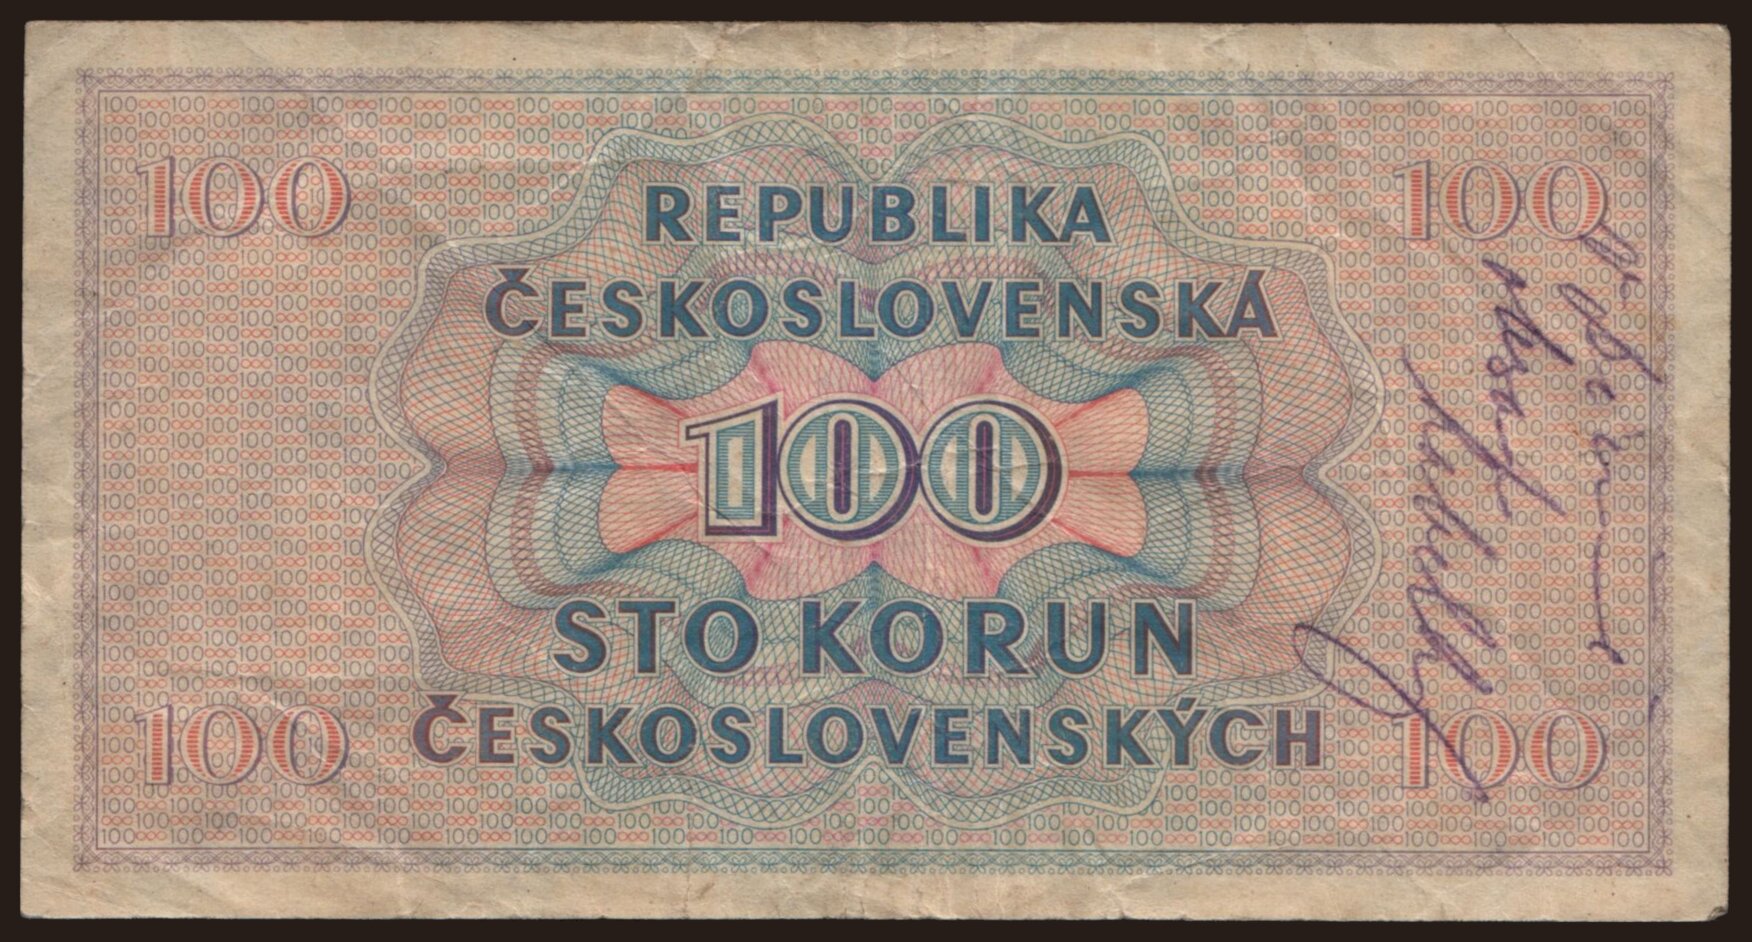 100 100
REPUBLIKA
ČESKOSLOVENSKÁ
100
STO KORUN
ČESKOSLOVENSKÝCH
100 100